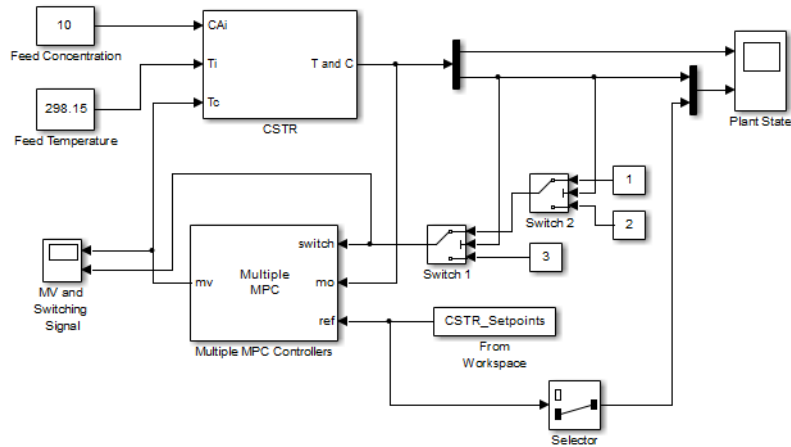 10
Feed Concentration
298.15
Feed Temperature
CAi
Ti
Tc
T and C
CSTR
Plant State
1
2
Switch 2
3
Switch 1
switch
mo
ref
mv
Multiple
MPC
Multiple MPC Controllers
MV and
Switching
Signal
CSTR_Setpoints
From
Workspace
Selector